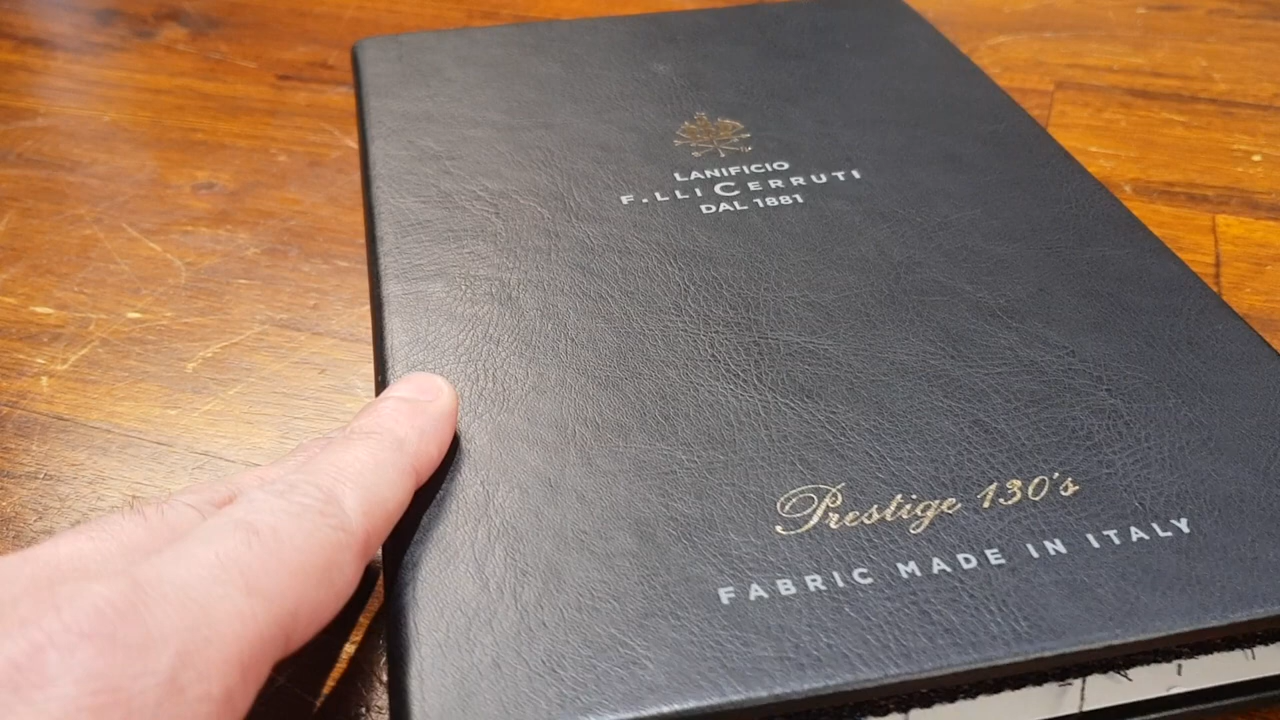 LANIFICIO
F.LLI CERRUTI
DAL 1881
Prestige 130's
FABRIC MADE IN ITALY